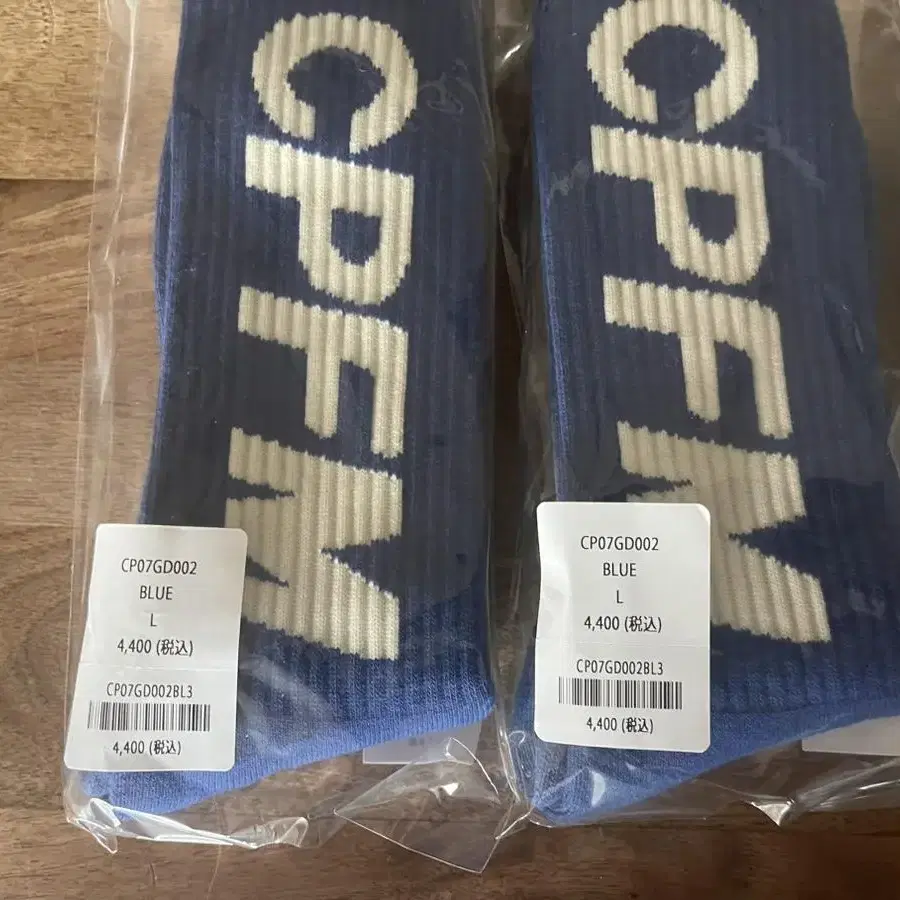 CPFM
CP07GD002
BLUE
L
4,400 (税込)
CP07GD002BL3
4,400 (税込)
CPFM
CP07GD002
BLUE
L
4,400 (税込)
CP07GD002BL3
4,400 (税込)